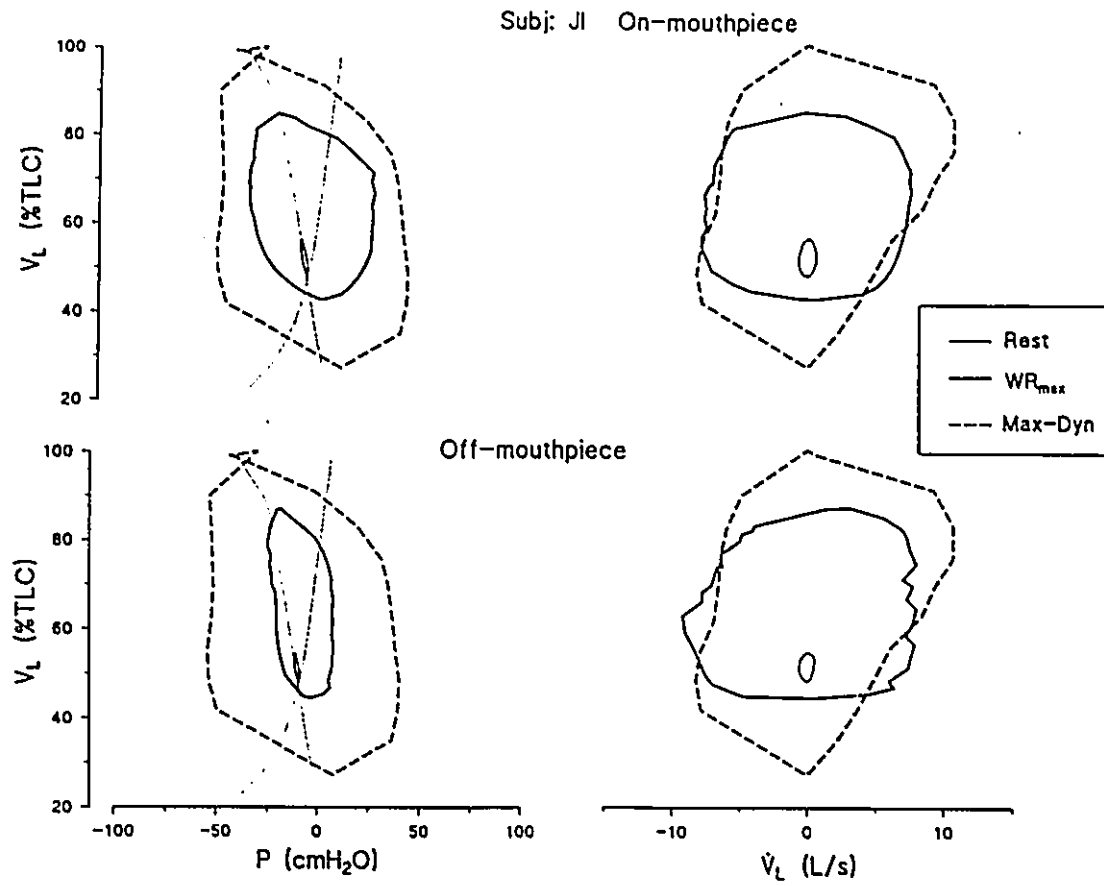 Subj: JI On-mouthpiece
100
80
60
40
20
V_L (%TLC)
Rest
WR_max
Max-Dyn
Off-mouthpiece
100
80
60
40
20
V_L (%TLC)
-100 -50 0 50 100
P (cmH₂O)
-10 0 10
V̇_L (L/s)